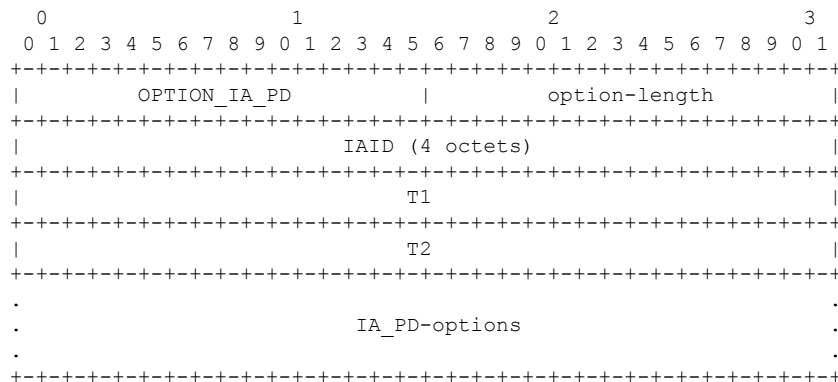 0                   1                   2                   3
 0 1 2 3 4 5 6 7 8 9 0 1 2 3 4 5 6 7 8 9 0 1 2 3 4 5 6 7 8 9 0 1
+-+-+-+-+-+-+-+-+-+-+-+-+-+-+-+-+-+-+-+-+-+-+-+-+-+-+-+-+-+-+-+-+
|         OPTION_IA_PD          |         option-length         |
+-+-+-+-+-+-+-+-+-+-+-+-+-+-+-+-+-+-+-+-+-+-+-+-+-+-+-+-+-+-+-+-+
|                        IAID (4 octets)                        |
+-+-+-+-+-+-+-+-+-+-+-+-+-+-+-+-+-+-+-+-+-+-+-+-+-+-+-+-+-+-+-+-+
|                              T1                               |
+-+-+-+-+-+-+-+-+-+-+-+-+-+-+-+-+-+-+-+-+-+-+-+-+-+-+-+-+-+-+-+-+
|                              T2                               |
+-+-+-+-+-+-+-+-+-+-+-+-+-+-+-+-+-+-+-+-+-+-+-+-+-+-+-+-+-+-+-+-+
.                                                               .
.                          IA_PD-options                        .
.                                                               .
+-+-+-+-+-+-+-+-+-+-+-+-+-+-+-+-+-+-+-+-+-+-+-+-+-+-+-+-+-+-+-+-+